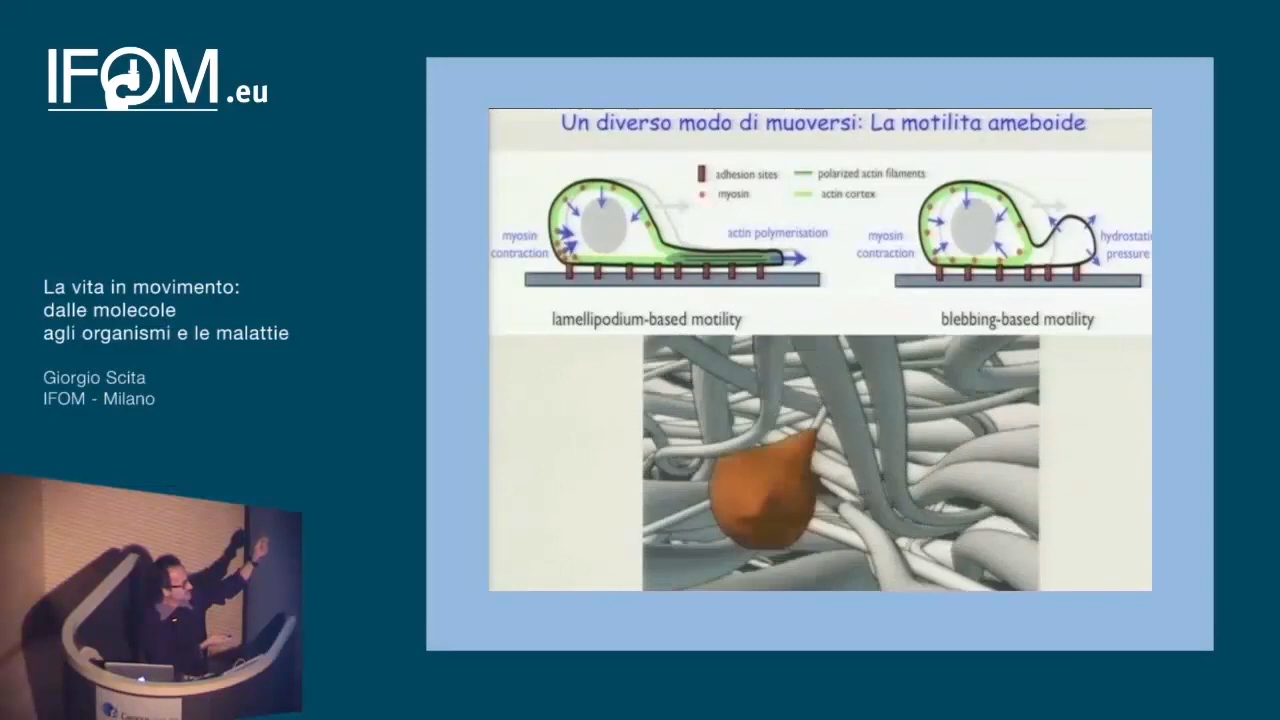 IFOM.eu
La vita in movimento:
dalle molecole
agli organismi e le malattie
Giorgio Scita
IFOM - Milano
Un diverso modo di muoversi: La motilita ameboide
adhesion sites
polarized actin filaments
myosin
actin cortex
myosin
contraction
actin polymerisation
myosin
contraction
hydrostati
pressure
lamellipodium-based motility
blebbing-based motility